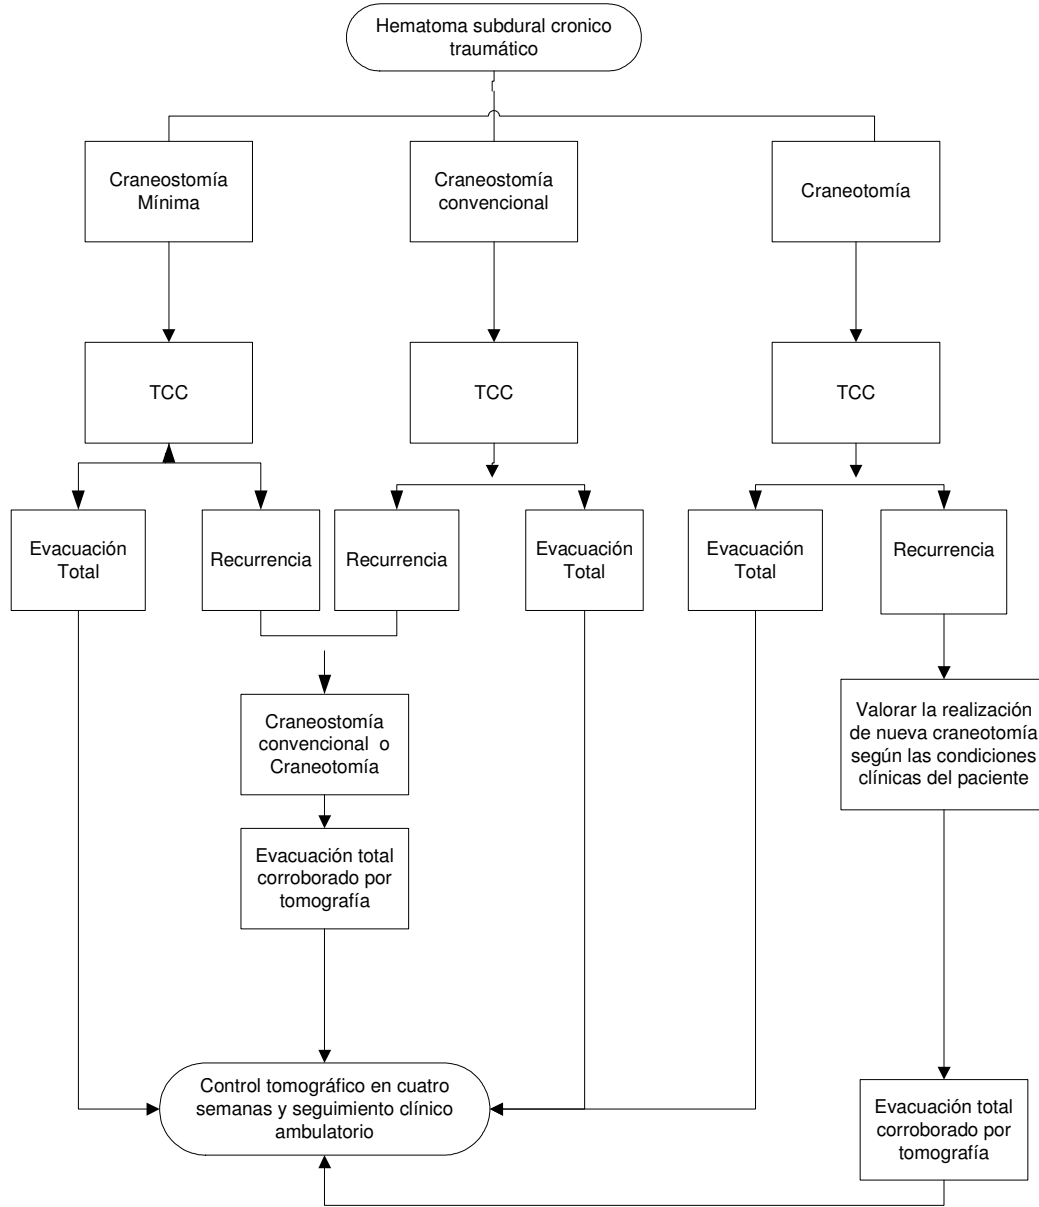 Hematoma subdural cronico
traumático
Craneostomía
Mínima
Craneostomía
convencional
Craneotomía
TCC
TCC
TCC
Evacuación
Total
Recurrencia
Recurrencia
Evacuación
Total
Evacuación
Total
Recurrencia
Craneostomía
convencional o
Craneotomía
Valorar la realización
de nueva craneotomía
según las condiciones
clínicas del paciente
Evacuación total
corroborado por
tomografía
Control tomográfico en cuatro
semanas y seguimiento clínico
ambulatorio
Evacuación total
corroborado por
tomografía